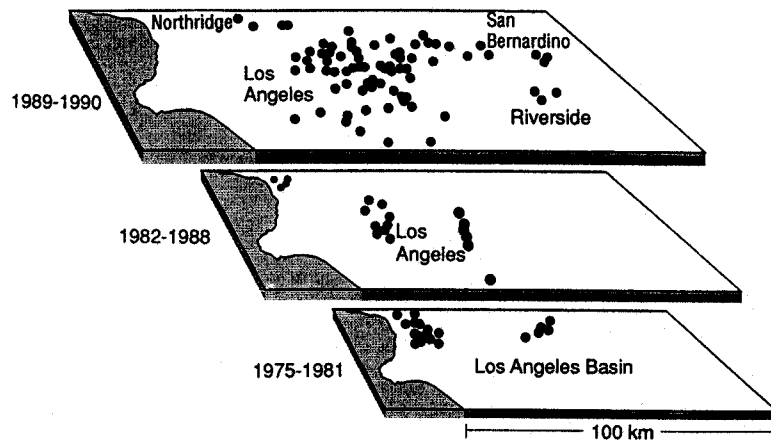 Northridge
San
Bernardino
Los
Angeles
1989-1990
Riverside
1982-1988
Los
Angeles
1975-1981
Los Angeles Basin
100 km